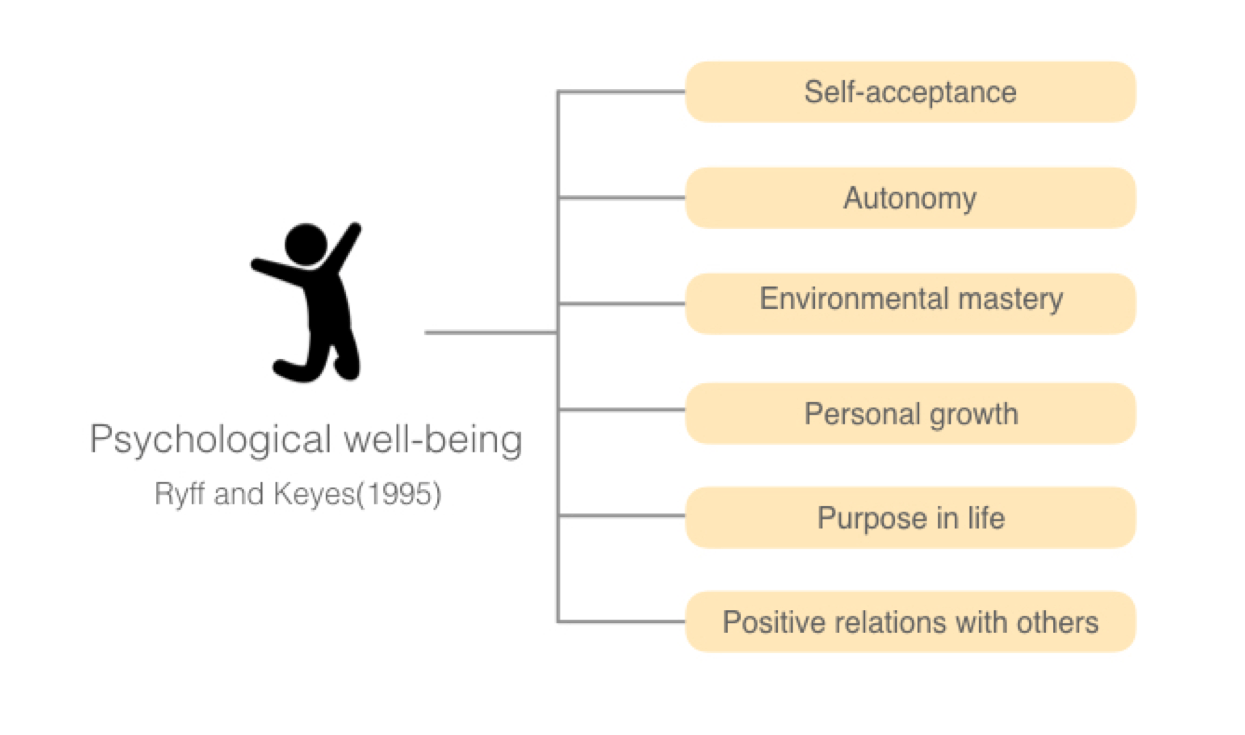 Self-acceptance
Autonomy
Environmental mastery
Personal growth
Purpose in life
Positive relations with others
Psychological well-being
Ryff and Keyes(1995)